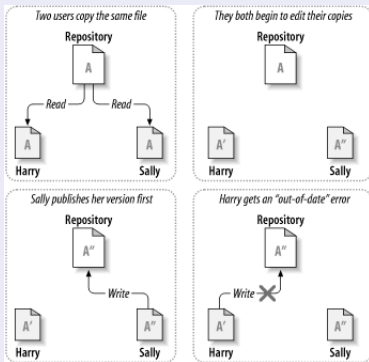 Two users copy the same file
Repository
A
Read
Read
A
A
Harry
Sally
They both begin to edit their copies
Repository
A
A'
A"
Harry
Sally
Sally publishes her version first
Repository
A"
Write
A'
A"
Harry
Sally
Harry gets an "out-of-date" error
Repository
A"
Write
A'
A"
Harry
Sally